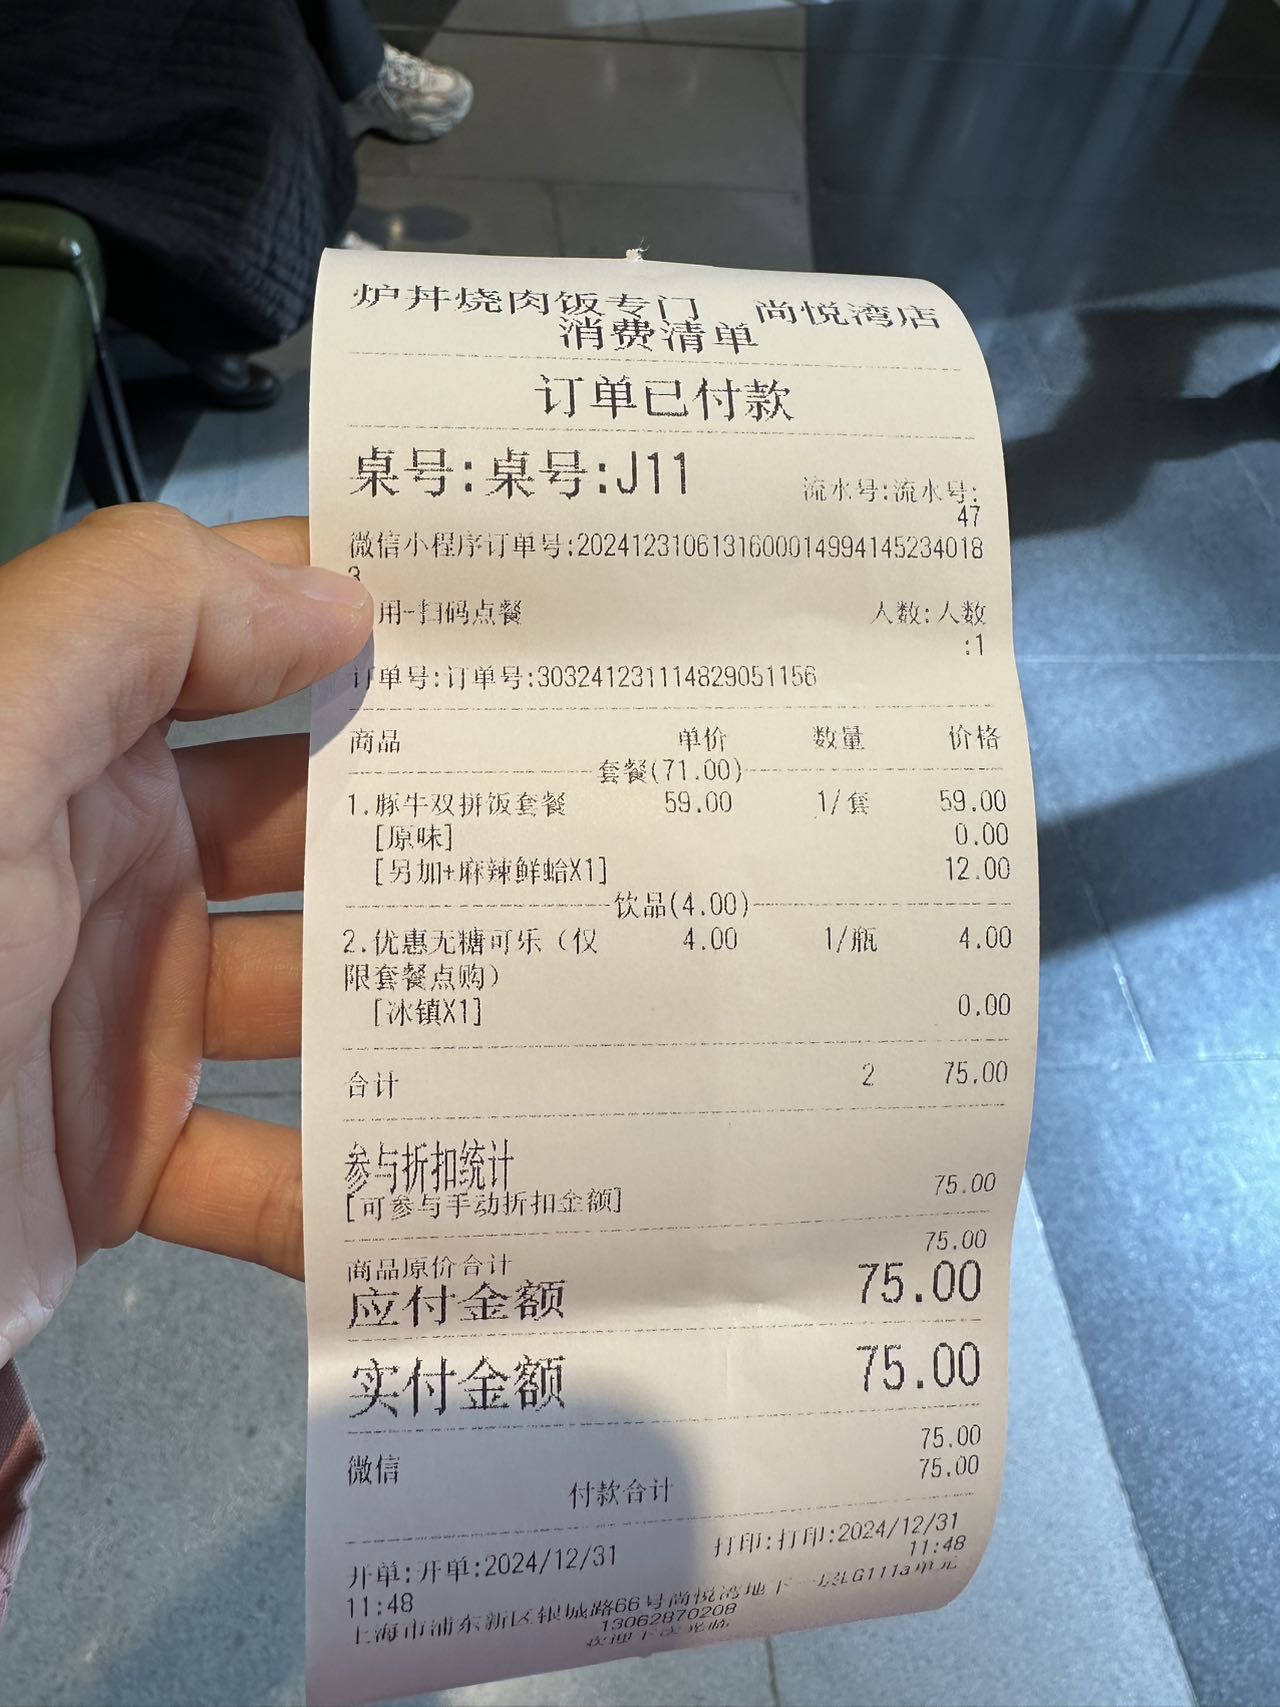 炉丼烧肉饭专门 尚悦湾店
消费清单
订单已付款
桌号:桌号:J11 流水号:流水号:
47
微信小程序订单号:2024123106131600014994145234018
3
用-扫码点餐 人数:人数
:1
订单号:订单号:303241231114829051156
商品 单价 数量 价格
套餐(71.00)
1.豚牛双拼饭套餐 59.00 1/套 59.00
[原味] 0.00
[另加+麻辣鲜蛤X1] 12.00
饮品(4.00)
2.优惠无糖可乐（仅 4.00 1/瓶 4.00
限套餐点购）
[冰镇X1] 0.00
合计 2 75.00
参与折扣统计
[可参与手动折扣金额] 75.00
商品原价合计 75.00
应付金额 75.00
实付金额 75.00
微信 75.00
付款合计 75.00
开单:开单:2024/12/31 打印:打印:2024/12/31
11:48 11:48
上海市浦东新区银城路66号尚悦湾地下一层LG111a单元
13062870208
欢迎下次光临